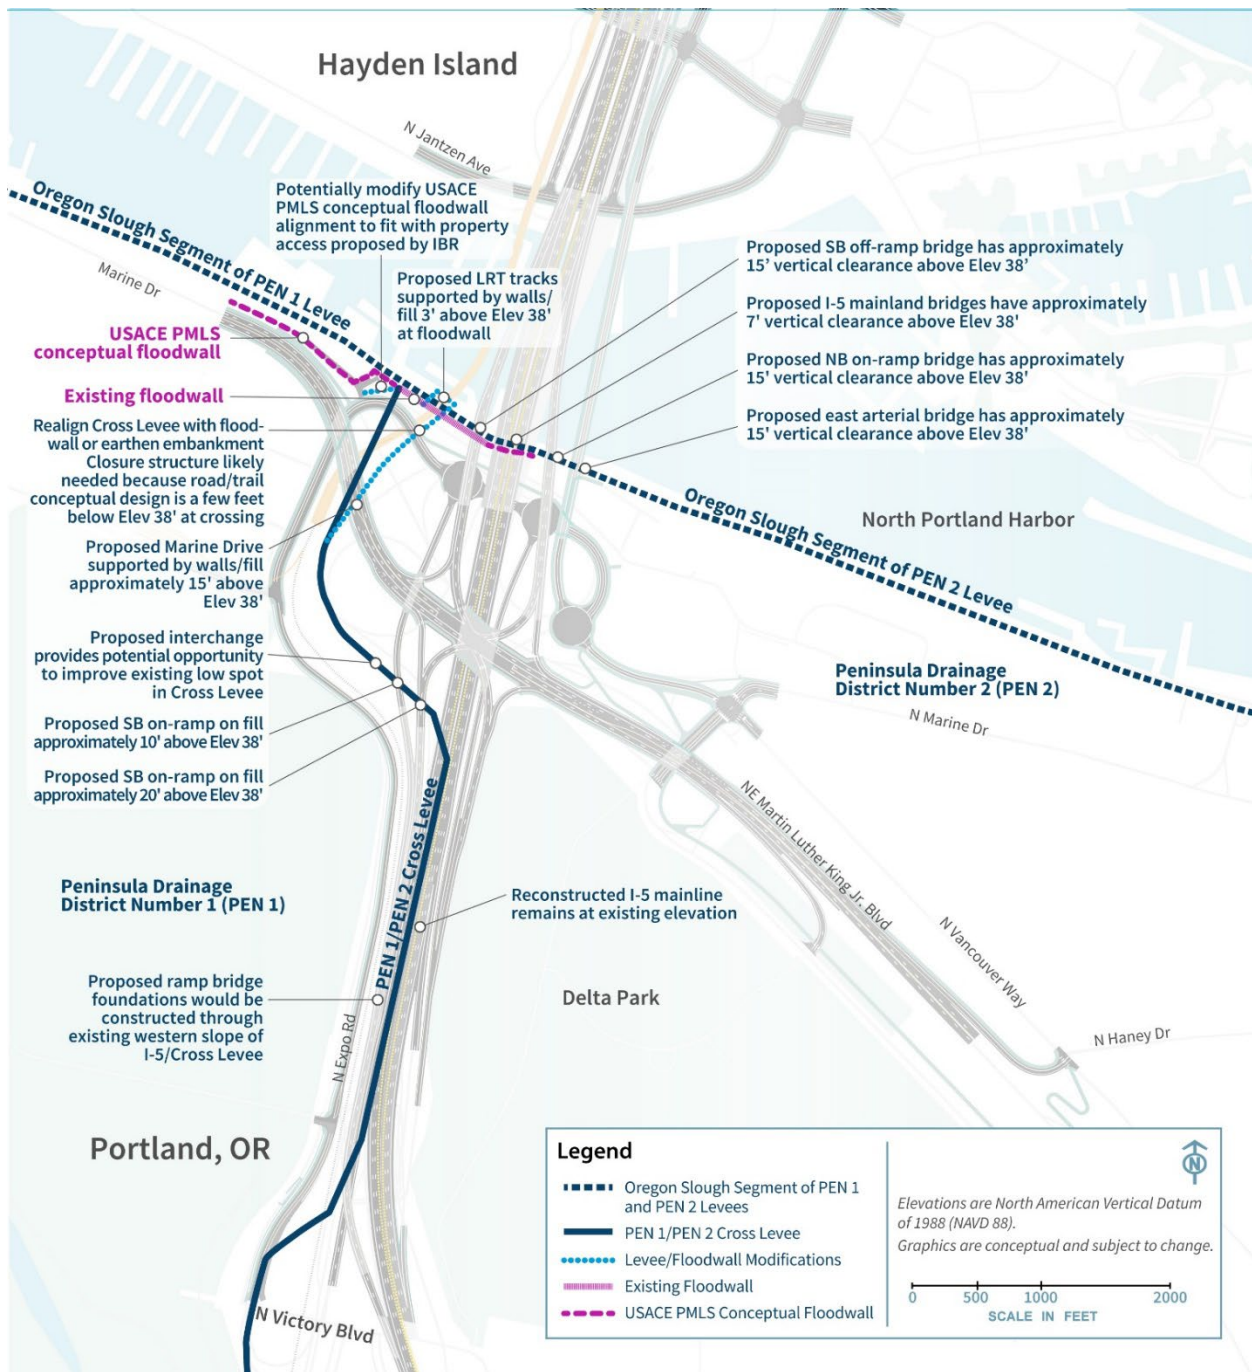 Hayden Island
N Jantzen Ave
Oregon Slough Segment of PEN 1 Levee
Marine Dr
Potentially modify USACE
PMLS conceptual floodwall
alignment to fit with property
access proposed by IBR
Proposed LRT tracks
supported by walls/
fill 3' above Elev 38'
at floodwall
Proposed SB off-ramp bridge has approximately
15’ vertical clearance above Elev 38’
Proposed I-5 mainland bridges have approximately
7' vertical clearance above Elev 38'
Proposed NB on-ramp bridge has approximately
15' vertical clearance above Elev 38'
Proposed east arterial bridge has approximately
15' vertical clearance above Elev 38'
USACE PMLS
conceptual floodwall
Existing floodwall
Realign Cross Levee with flood-
wall or earthen embankment
Closure structure likely
needed because road/trail
conceptual design is a few feet
below Elev 38' at crossing
Proposed Marine Drive
supported by walls/fill
approximately 15' above
Elev 38'
Proposed interchange
provides potential opportunity
to improve existing low spot
in Cross Levee
Proposed SB on-ramp on fill
approximately 10' above Elev 38'
Proposed SB on-ramp on fill
approximately 20' above Elev 38'
North Portland Harbor
Oregon Slough Segment of PEN 2 Levee
Peninsula Drainage
District Number 2 (PEN 2)
N Marine Dr
NE Martin Luther King Jr. Blvd
N Vancouver Way
N Haney Dr
PEN 1/PEN 2 Cross Levee
Peninsula Drainage
District Number 1 (PEN 1)
Reconstructed I-5 mainline
remains at existing elevation
Delta Park
Proposed ramp bridge
foundations would be
constructed through
existing western slope of
I-5/Cross Levee
N Expo Rd
Portland, OR
N Victory Blvd
Legend
Oregon Slough Segment of PEN 1
and PEN 2 Levees
PEN 1/PEN 2 Cross Levee
Levee/Floodwall Modifications
Existing Floodwall
USACE PMLS Conceptual Floodwall
N
Elevations are North American Vertical Datum
of 1988 (NAVD 88).
Graphics are conceptual and subject to change.
0 500 1000 2000
SCALE IN FEET